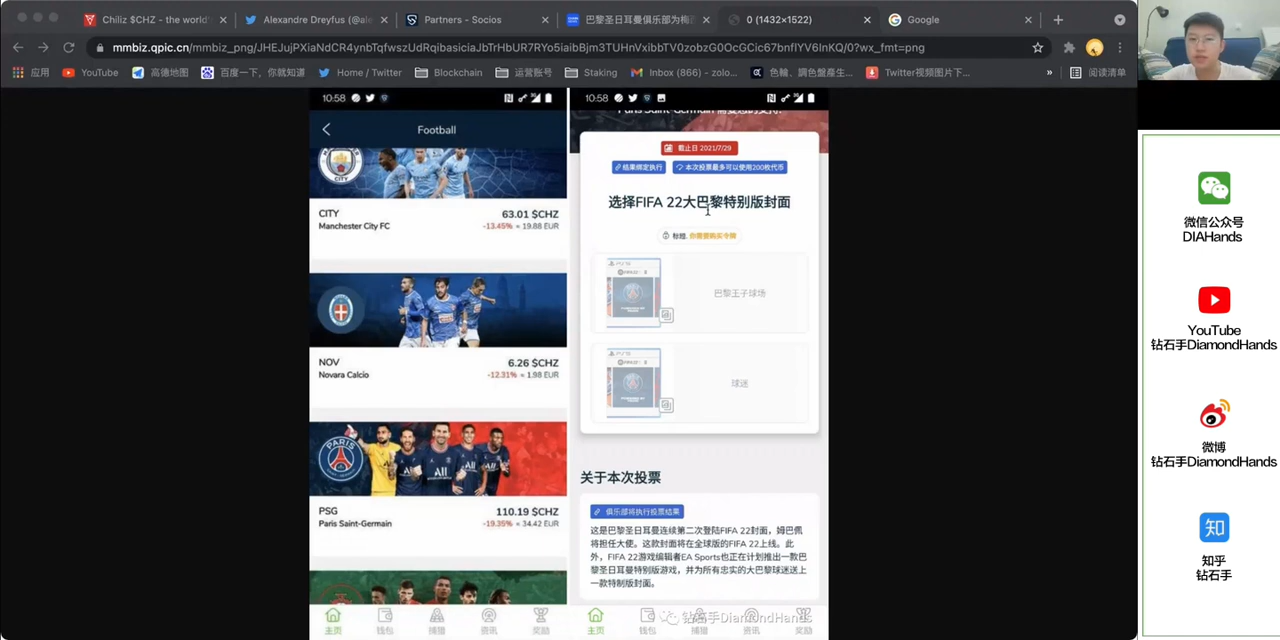 Chiliz $CHZ - the world'
Alexandre Dreyfus (@ale
Partners - Socios
巴黎圣日耳曼俱乐部为梅西
0 (1432×1522)
Google
mmbiz.qpic.cn/mmbiz_png/JHEJujPXiaNdCR4ynbTqfwszUdRqibasiciaJbTrHbUR7RYo5iaibBjm3TUHnVxibbTV0zobzG0OcGCic67bnflYV6InKQ/0?wx_fmt=png
应用
YouTube
高德地图
百度一下，你就知道
Home / Twitter
Blockchain
运营账号
Staking
Inbox (866) - zolo...
色輪、調色盤產生...
Twitter视频图片下...
»
阅读清单
10:58
Football
CITY
63.01 $CHZ
Manchester City FC
-13.45% ≈ 19.88 EUR
NOV
6.26 $CHZ
Novara Calcio
-12.31% ≈ 1.98 EUR
PARIS
PSG
110.19 $CHZ
Paris Saint-Germain
-19.35% ≈ 34.42 EUR
主页
钱包
捕猎
资讯
奖励
10:58
截止日 2021/7/29
结果绑定执行
本次投票最多可以使用200枚代币
选择FIFA 22大巴黎特别版封面
标题. 你需要购买令牌
巴黎王子球场
球迷
关于本次投票
俱乐部将执行投票结果
这是巴黎圣日耳曼连续第二次登陆FIFA 22封面，姆巴佩
将担任大使。这款封面将在全球版的FIFA 22上线。此
外，FIFA 22游戏编辑者EA Sports也正在计划推出一款巴
黎圣日耳曼特别版游戏，并为所有忠实的大巴黎球迷送上
一款特制版封面。
主页
钱包
捕猎
资讯
奖励
钻石手DiamondHands
微信公众号
DIAHands
YouTube
钻石手DiamondHands
微博
钻石手DiamondHands
知
知乎
钻石手